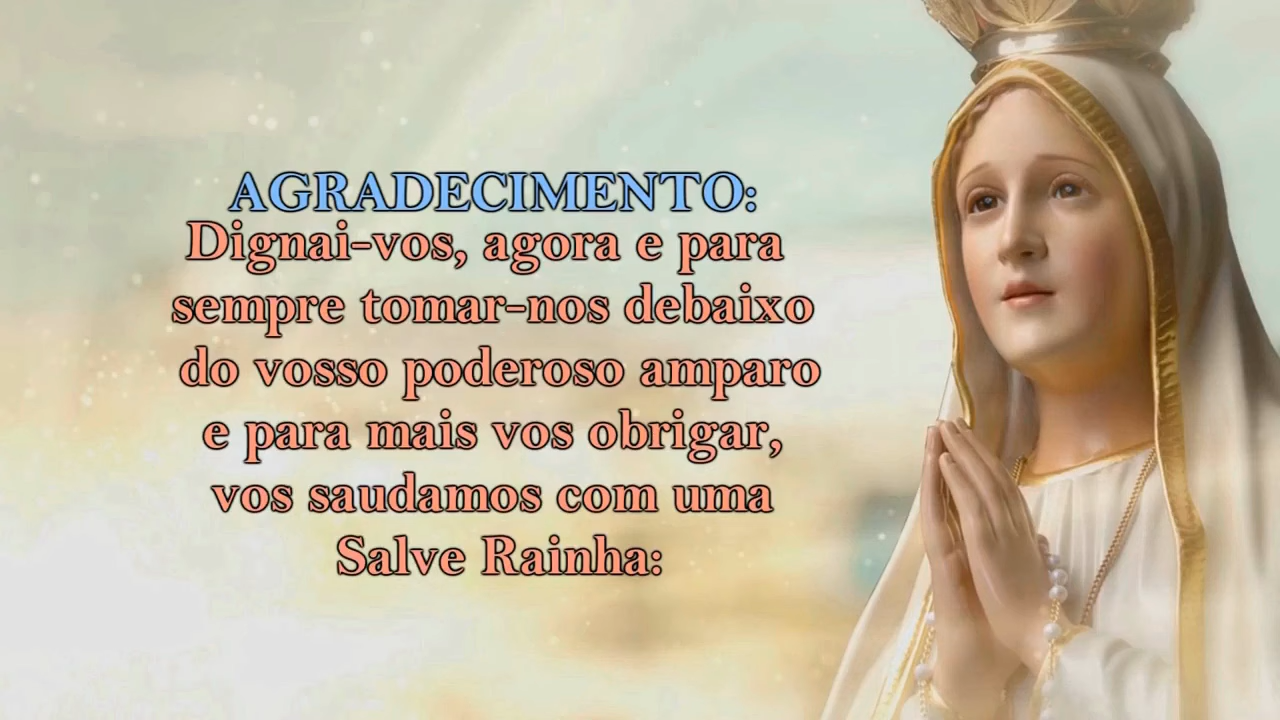 AGRADECIMENTO:
Dignai-vos, agora e para
sempre tomar-nos debaixo
do vosso poderoso amparo
e para mais vos obrigar,
vos saudamos com uma
Salve Rainha: